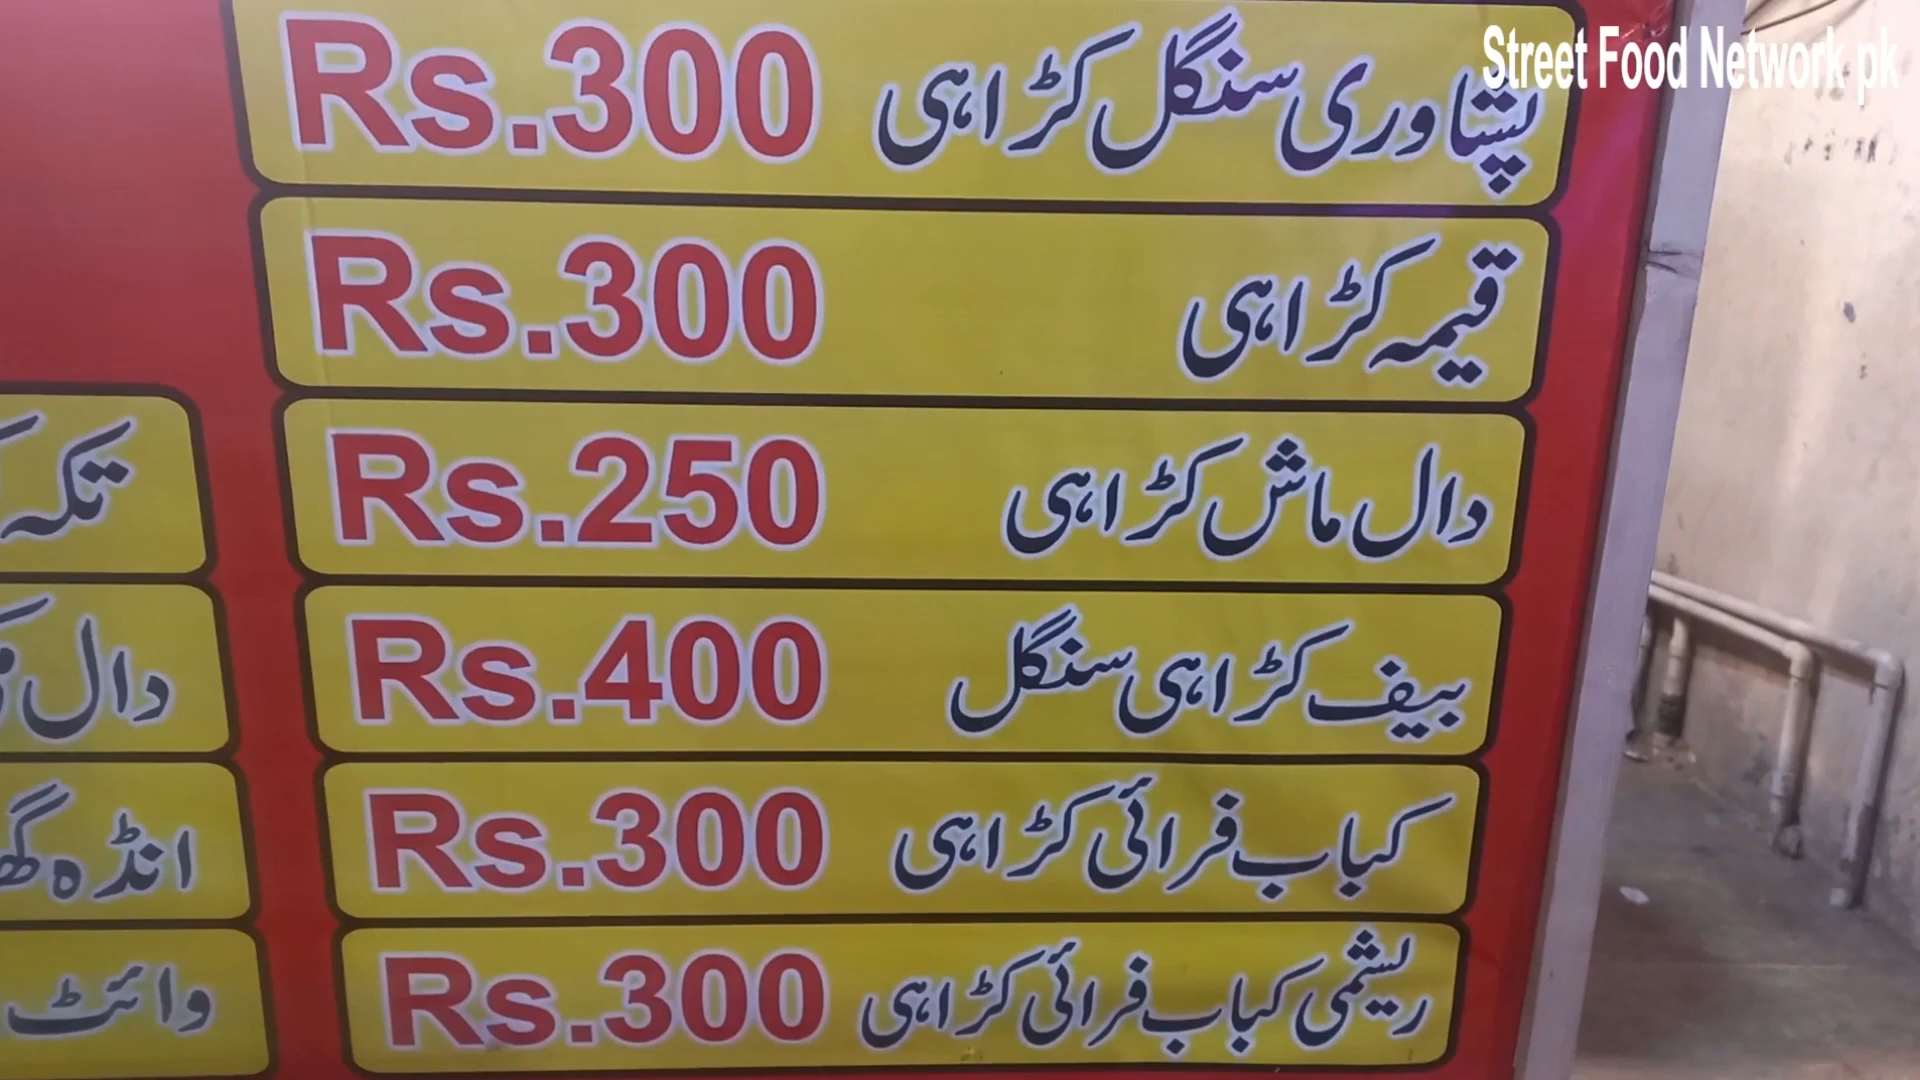 Street Food Network pk
پشاوری سنگل کڑاہی Rs.300
قیمہ کڑاہی Rs.300
دال ماش کڑاہی Rs.250
بیف کڑاہی سنگل Rs.400
کباب فرائی کڑاہی Rs.300
ریشمی کباب فرائی کڑاہی Rs.300
تکہ
دال
انڈہ
وائٹ